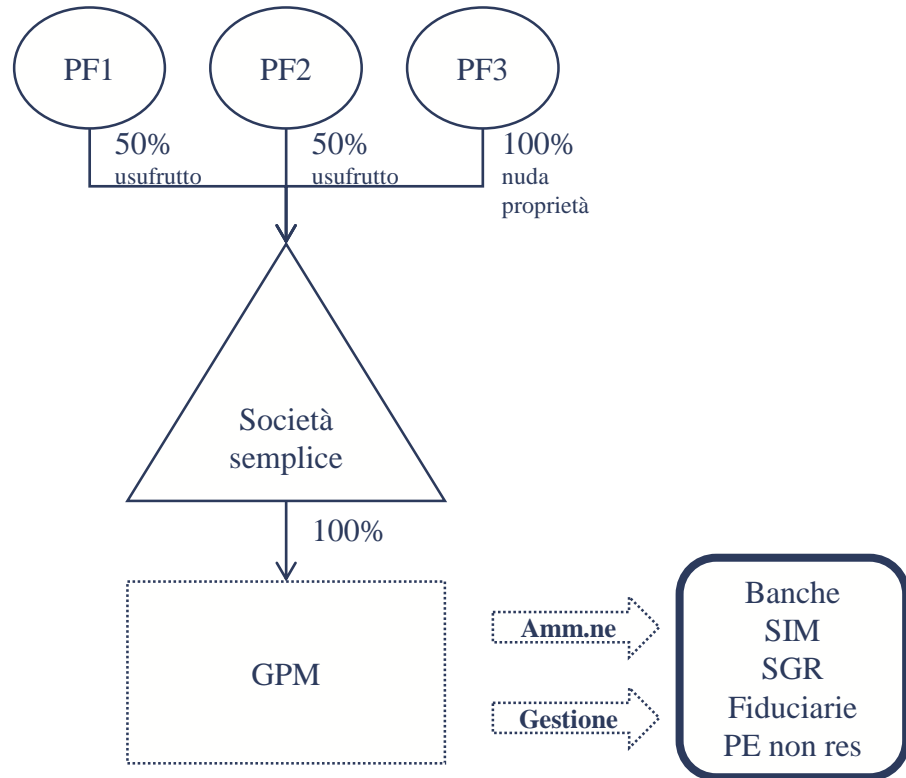 PF1
PF2
PF3
50%
usufrutto
50%
usufrutto
100%
nuda
proprietà
Società
semplice
100%
GPM
Amm.ne
Gestione
Banche
SIM
SGR
Fiduciarie
PE non res